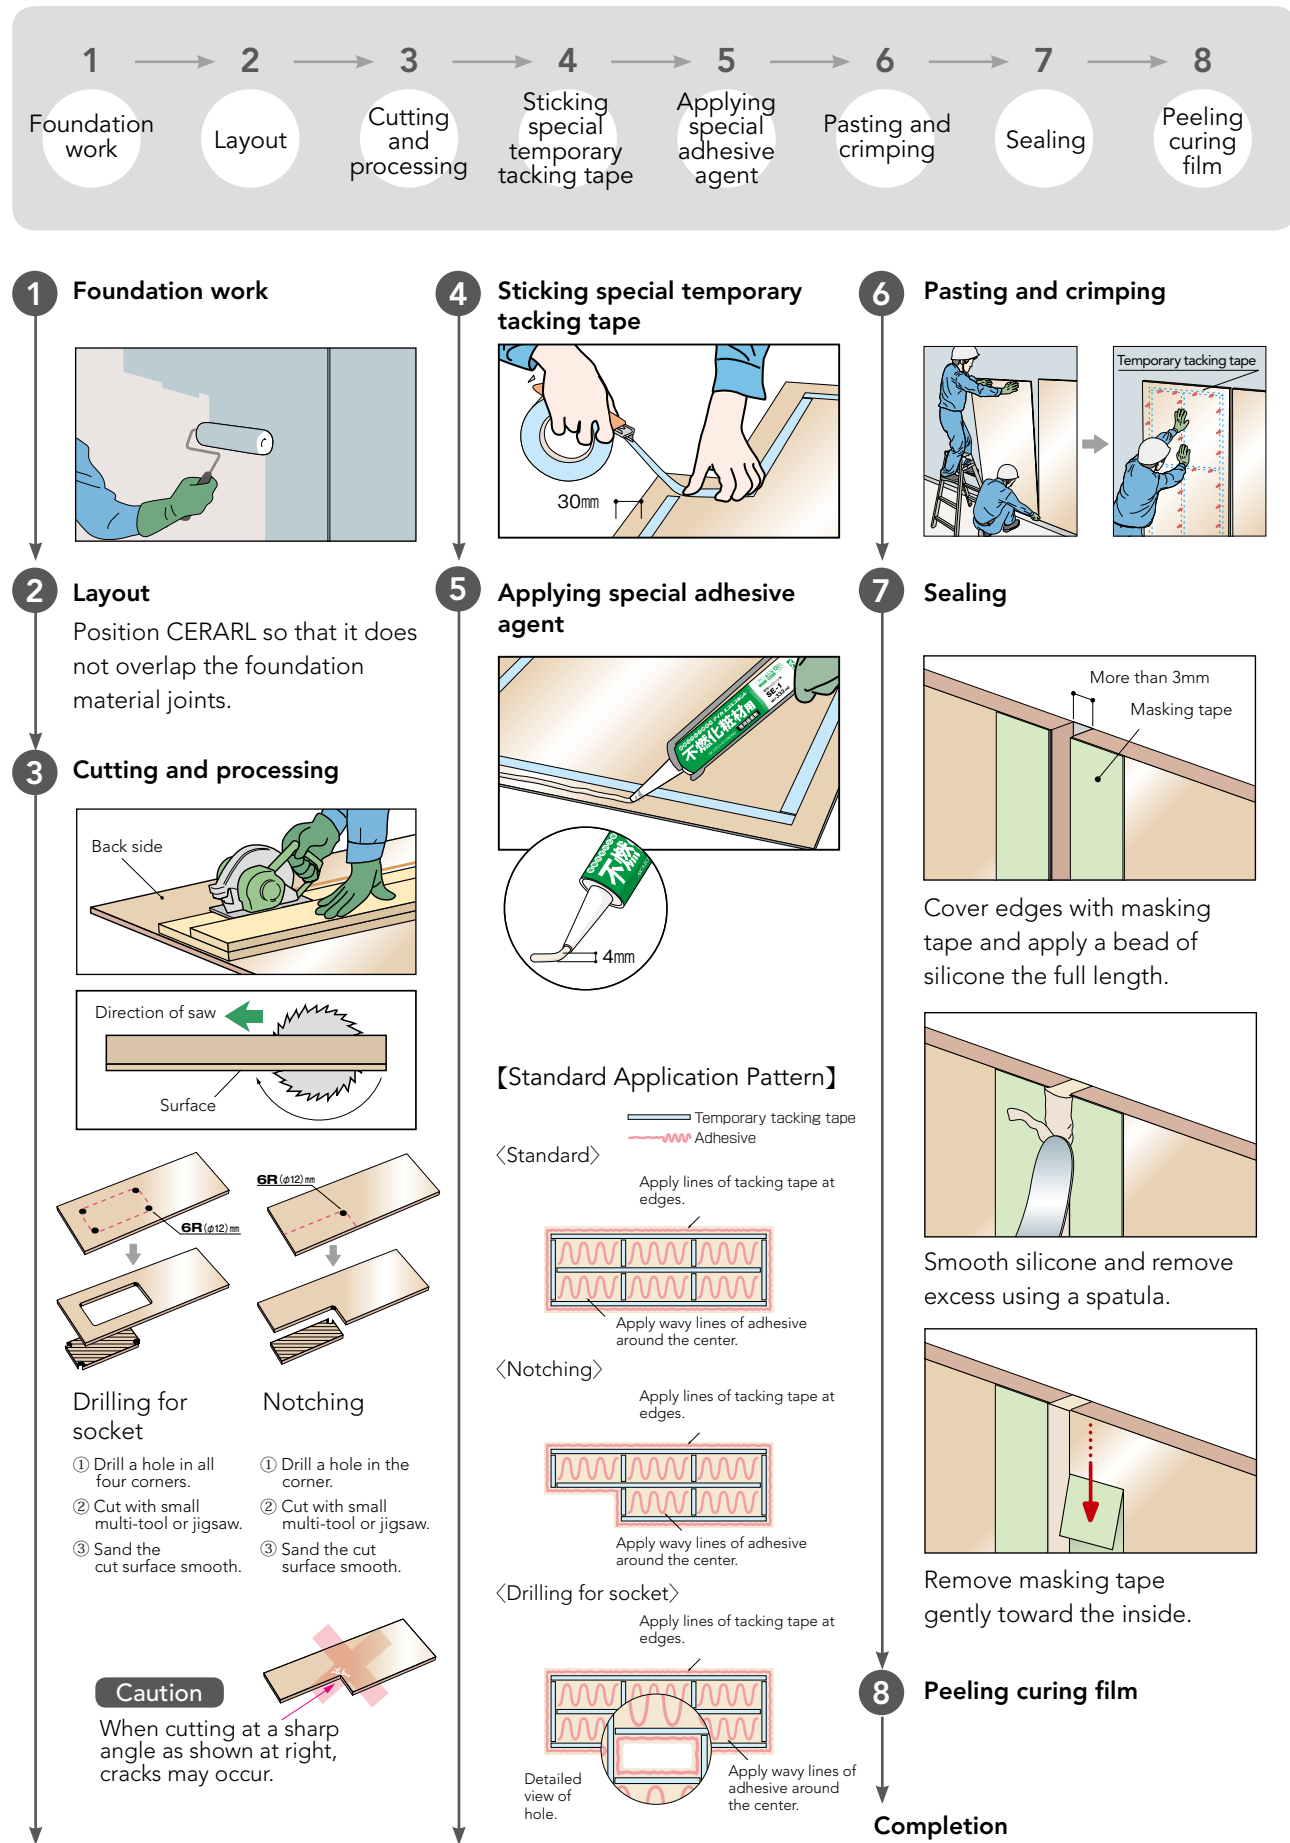 1
2
3
4
5
6
7
8
Foundation
work
Layout
Cutting
and
processing
Sticking
special
temporary
tacking tape
Applying
special
adhesive
agent
Pasting and
crimping
Sealing
Peeling
curing
film
1
Foundation work
2
Layout
Position CERARL so that it does
not overlap the foundation
material joints.
3
Cutting and processing
Back side
Direction of saw
Surface
6R(φ12)mm
6R(φ12)mm
Drilling for
socket
① Drill a hole in all
four corners.
② Cut with small
multi-tool or jigsaw.
③ Sand the
cut surface smooth.
Notching
① Drill a hole in the
corner.
② Cut with small
multi-tool or jigsaw.
③ Sand the cut
surface smooth.
Caution
When cutting at a sharp
angle as shown at right,
cracks may occur.
4
Sticking special temporary
tacking tape
30mm
5
Applying special adhesive
agent
不燃化粧材用
SE-1
不燃
4mm
【Standard Application Pattern】
Temporary tacking tape
Adhesive
〈Standard〉
Apply lines of tacking tape at
edges.
Apply wavy lines of adhesive
around the center.
〈Notching〉
Apply lines of tacking tape at
edges.
Apply wavy lines of adhesive
around the center.
〈Drilling for socket〉
Apply lines of tacking tape at
edges.
Detailed
view of
hole.
Apply wavy lines of
adhesive around
the center.
6
Pasting and crimping
Temporary tacking tape
7
Sealing
More than 3mm
Masking tape
Cover edges with masking
tape and apply a bead of
silicone the full length.
Smooth silicone and remove
excess using a spatula.
Remove masking tape
gently toward the inside.
8
Peeling curing film
Completion